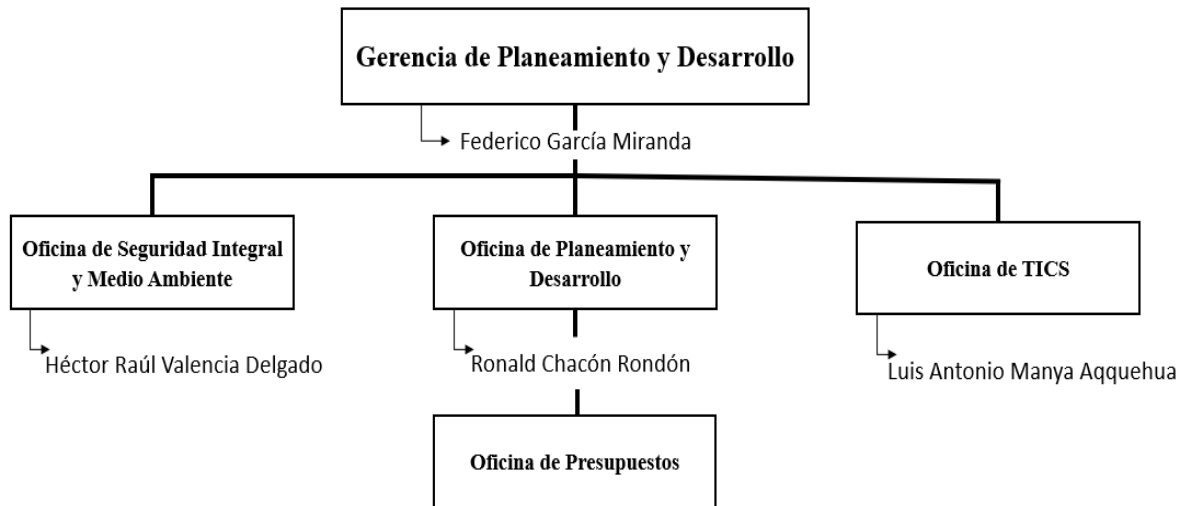 Gerencia de Planeamiento y Desarrollo
Federico García Miranda
Oficina de Seguridad Integral
y Medio Ambiente
Héctor Raúl Valencia Delgado
Oficina de Planeamiento y
Desarrollo
Ronald Chacón Rondón
Oficina de TICS
Luis Antonio Manya Aqquehua
Oficina de Presupuestos